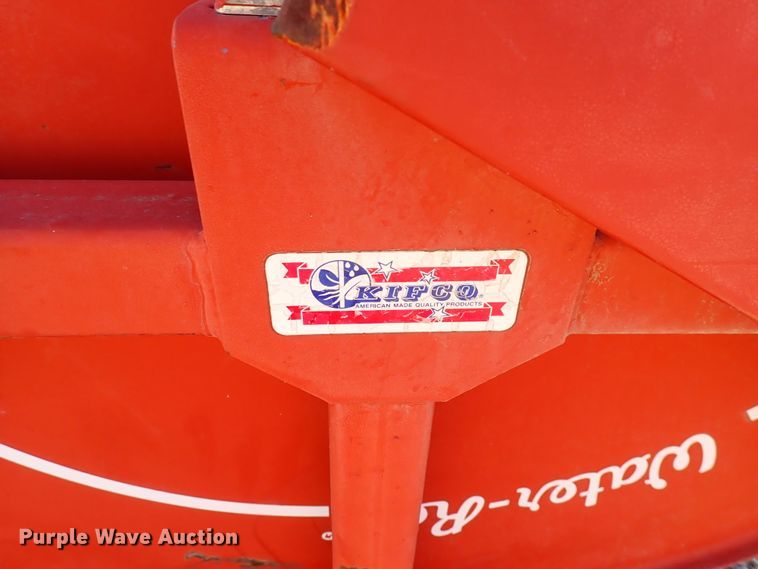 KIFCO
AMERICAN MADE QUALITY PRODUCTS
Water-R
Purple Wave Auction